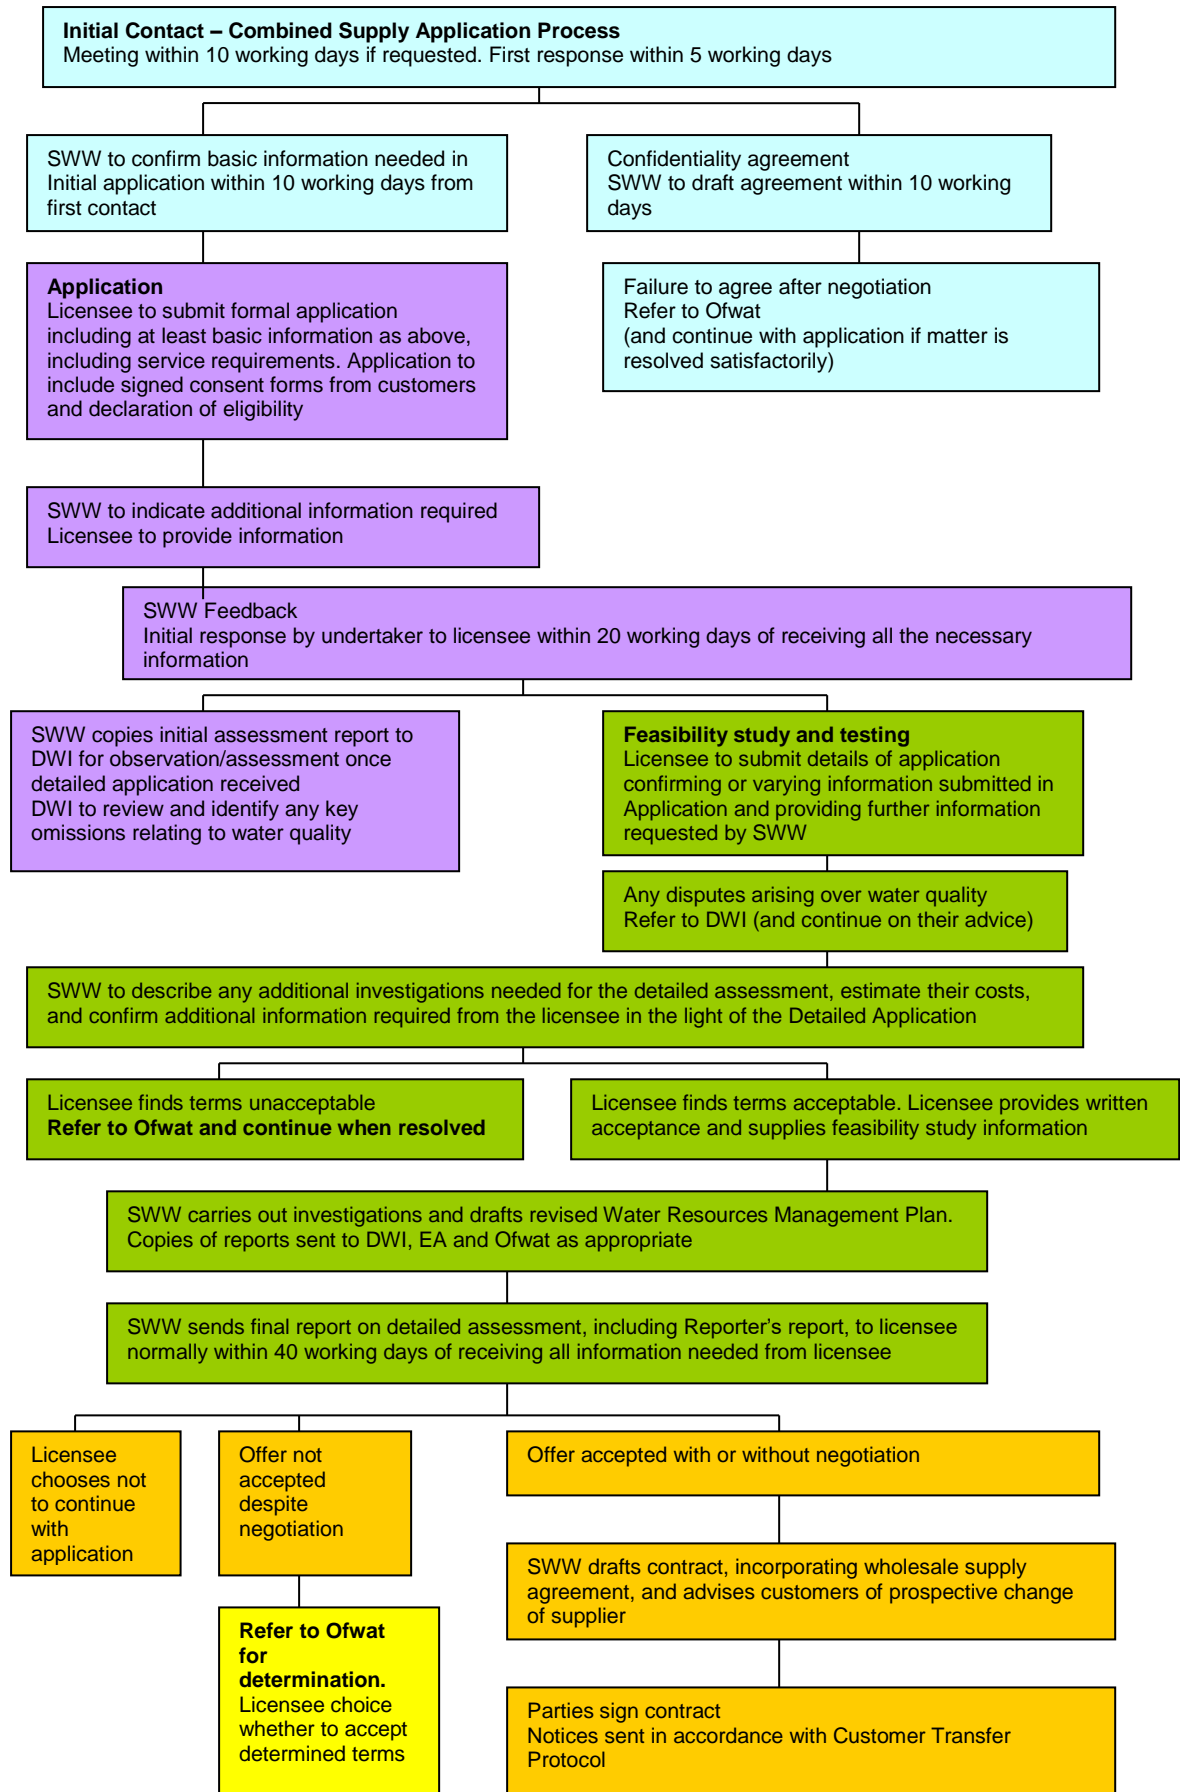 Initial Contact – Combined Supply Application Process
Meeting within 10 working days if requested. First response within 5 working days
SWW to confirm basic information needed in
Initial application within 10 working days from
first contact
Confidentiality agreement
SWW to draft agreement within 10 working
days
Application
Licensee to submit formal application
including at least basic information as above,
including service requirements. Application to
include signed consent forms from customers
and declaration of eligibility
Failure to agree after negotiation
Refer to Ofwat
(and continue with application if matter is
resolved satisfactorily)
SWW to indicate additional information required
Licensee to provide information
SWW Feedback
Initial response by undertaker to licensee within 20 working days of receiving all the necessary
information
SWW copies initial assessment report to
DWI for observation/assessment once
detailed application received
DWI to review and identify any key
omissions relating to water quality
Feasibility study and testing
Licensee to submit details of application
confirming or varying information submitted in
Application and providing further information
requested by SWW
Any disputes arising over water quality
Refer to DWI (and continue on their advice)
SWW to describe any additional investigations needed for the detailed assessment, estimate their costs,
and confirm additional information required from the licensee in the light of the Detailed Application
Licensee finds terms unacceptable
Refer to Ofwat and continue when resolved
Licensee finds terms acceptable. Licensee provides written
acceptance and supplies feasibility study information
SWW carries out investigations and drafts revised Water Resources Management Plan.
Copies of reports sent to DWI, EA and Ofwat as appropriate
SWW sends final report on detailed assessment, including Reporter's report, to licensee
normally within 40 working days of receiving all information needed from licensee
Licensee
chooses not
to continue
with
application
Offer not
accepted
despite
negotiation
Offer accepted with or without negotiation
SWW drafts contract, incorporating wholesale supply
agreement, and advises customers of prospective change
of supplier
Refer to Ofwat
for
determination.
Licensee choice
whether to accept
determined terms
Parties sign contract
Notices sent in accordance with Customer Transfer
Protocol